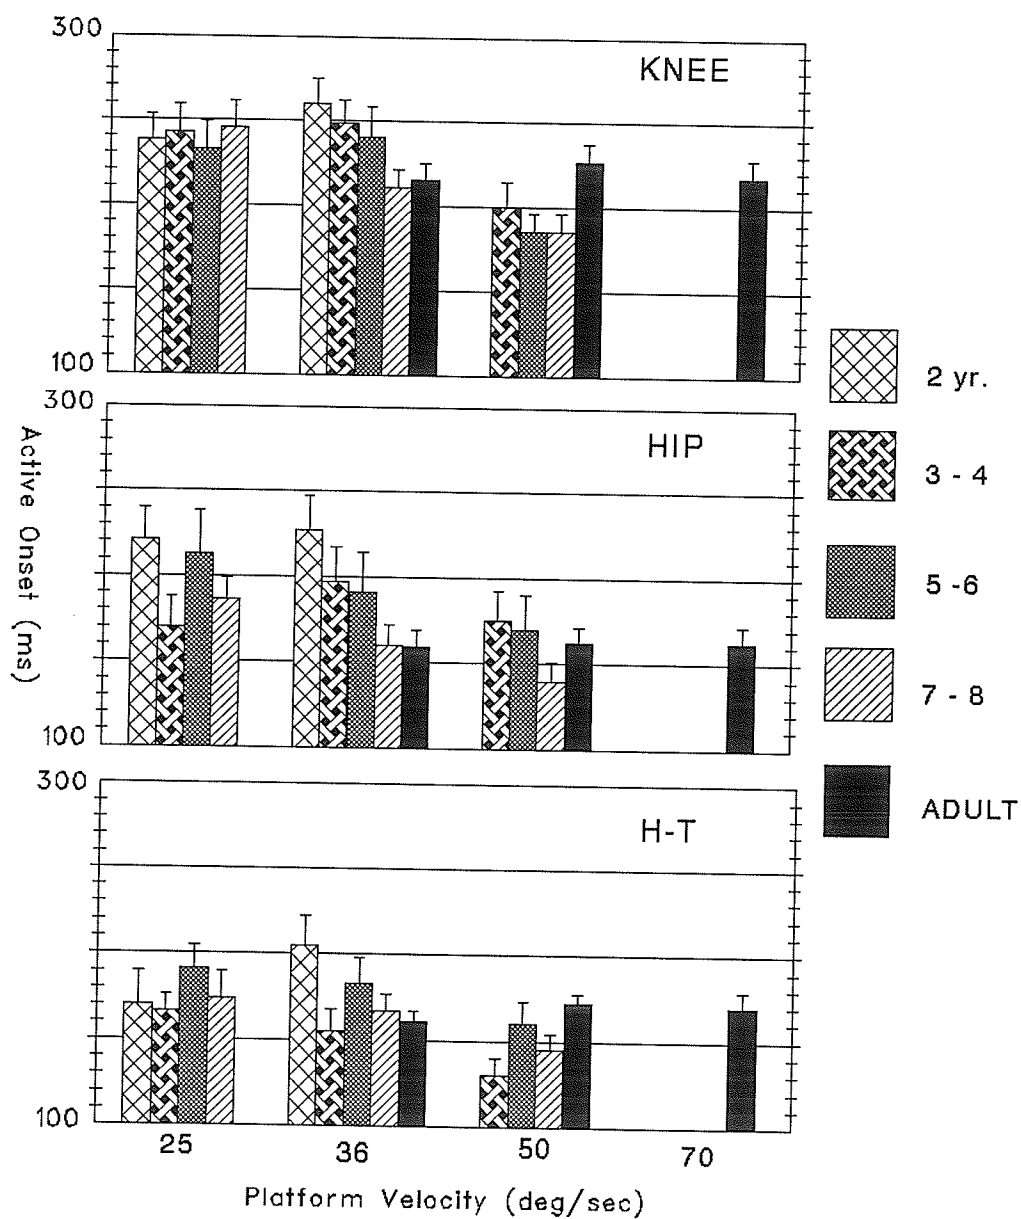 300
KNEE
100
300
HIP
100
300
H-T
100
25
36
50
70
Platform Velocity (deg/sec)
Active Onset (ms)
2 yr.
3 - 4
5 -6
7 - 8
ADULT